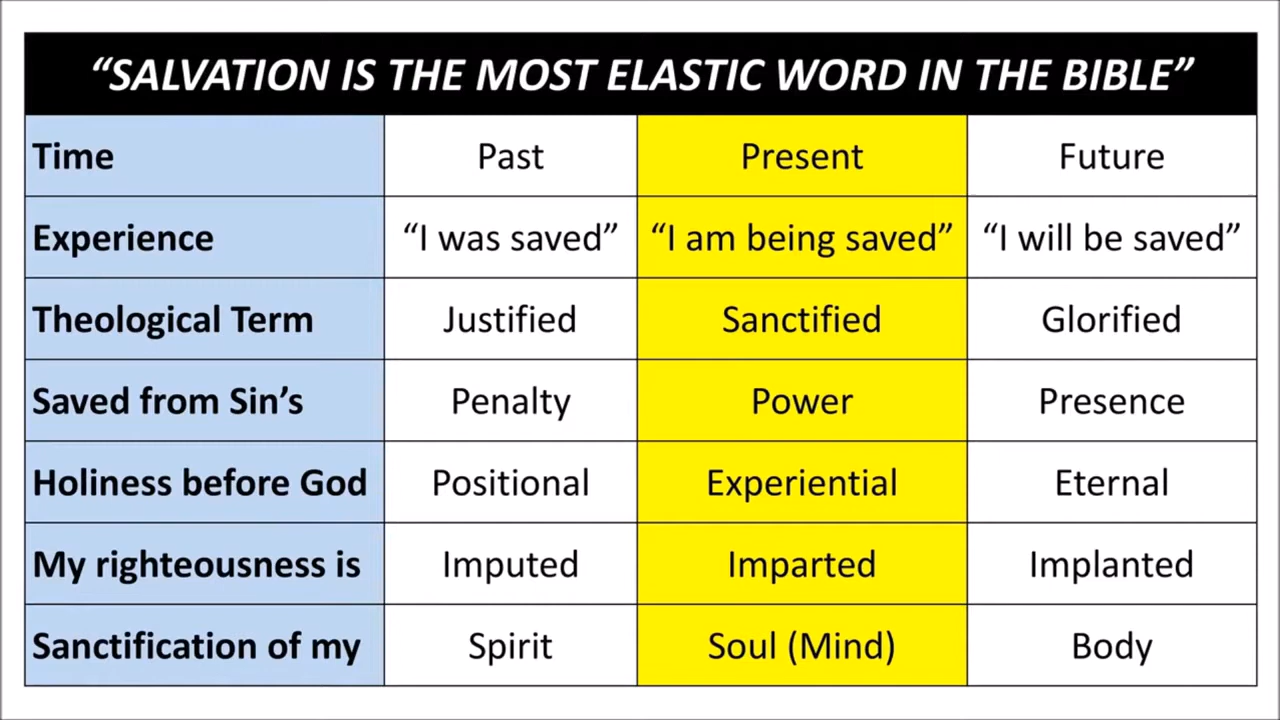 “SALVATION IS THE MOST ELASTIC WORD IN THE BIBLE”
Time Past Present Future
Experience “I was saved” “I am being saved” “I will be saved”
Theological Term Justified Sanctified Glorified
Saved from Sin’s Penalty Power Presence
Holiness before God Positional Experiential Eternal
My righteousness is Imputed Imparted Implanted
Sanctification of my Spirit Soul (Mind) Body